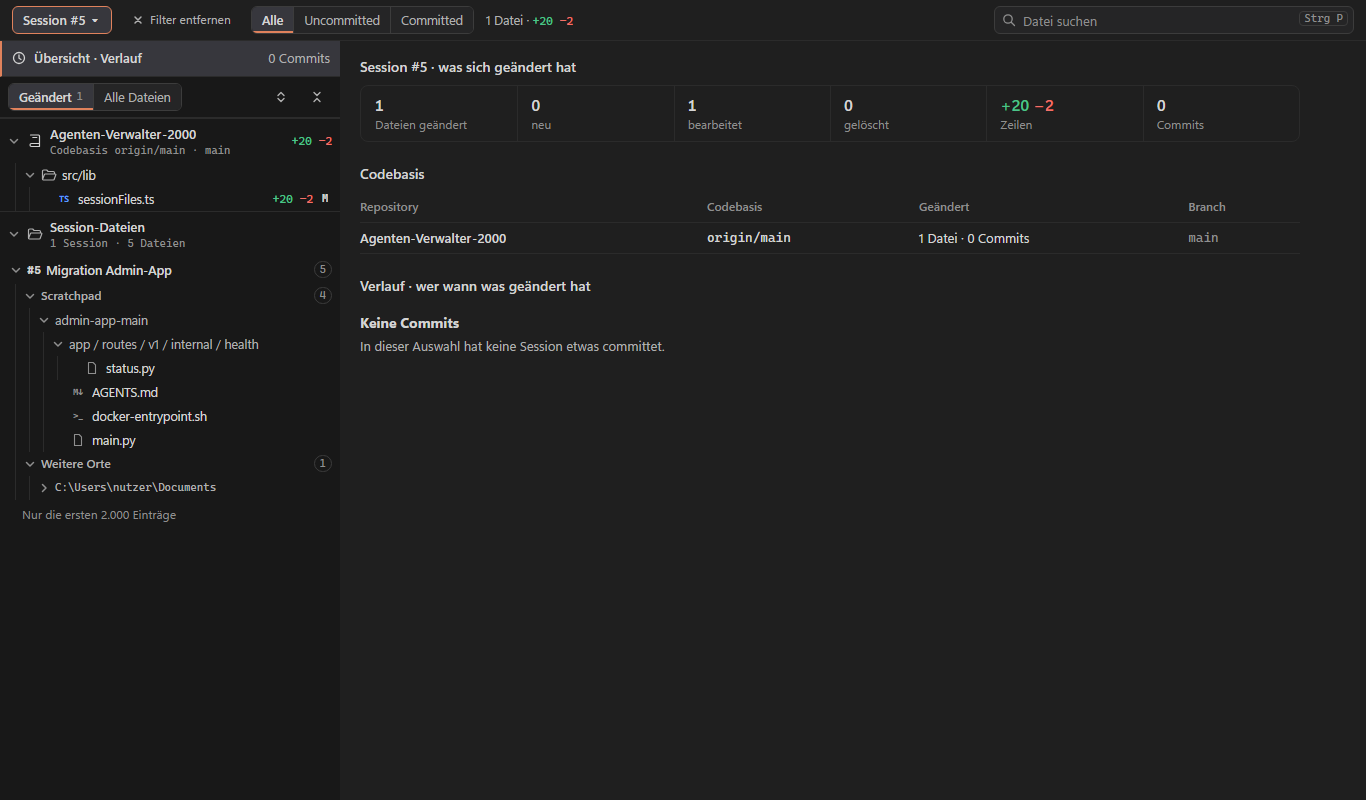 Session #5
Filter entfernen
Alle
Uncommitted
Committed
1 Datei · +20 −2
Datei suchen
Strg P
Übersicht · Verlauf
0 Commits
Geändert 1
Alle Dateien
Agenten-Verwalter-2000
+20 −2
Codebasis origin/main · main
src/lib
TS sessionFiles.ts +20 −2 M
Session-Dateien
1 Session · 5 Dateien
#5 Migration Admin-App 5
Scratchpad 4
admin-app-main
app / routes / v1 / internal / health
status.py
AGENTS.md
docker-entrypoint.sh
main.py
Weitere Orte 1
C:\Users\nutzer\Documents
Nur die ersten 2.000 Einträge
Session #5 · was sich geändert hat
1 0 1 0 +20 −2 0
Dateien geändert neu bearbeitet gelöscht Zeilen Commits
Codebasis
Repository Codebasis Geändert Branch
Agenten-Verwalter-2000 origin/main 1 Datei · 0 Commits main
Verlauf · wer wann was geändert hat
Keine Commits
In dieser Auswahl hat keine Session etwas committet.